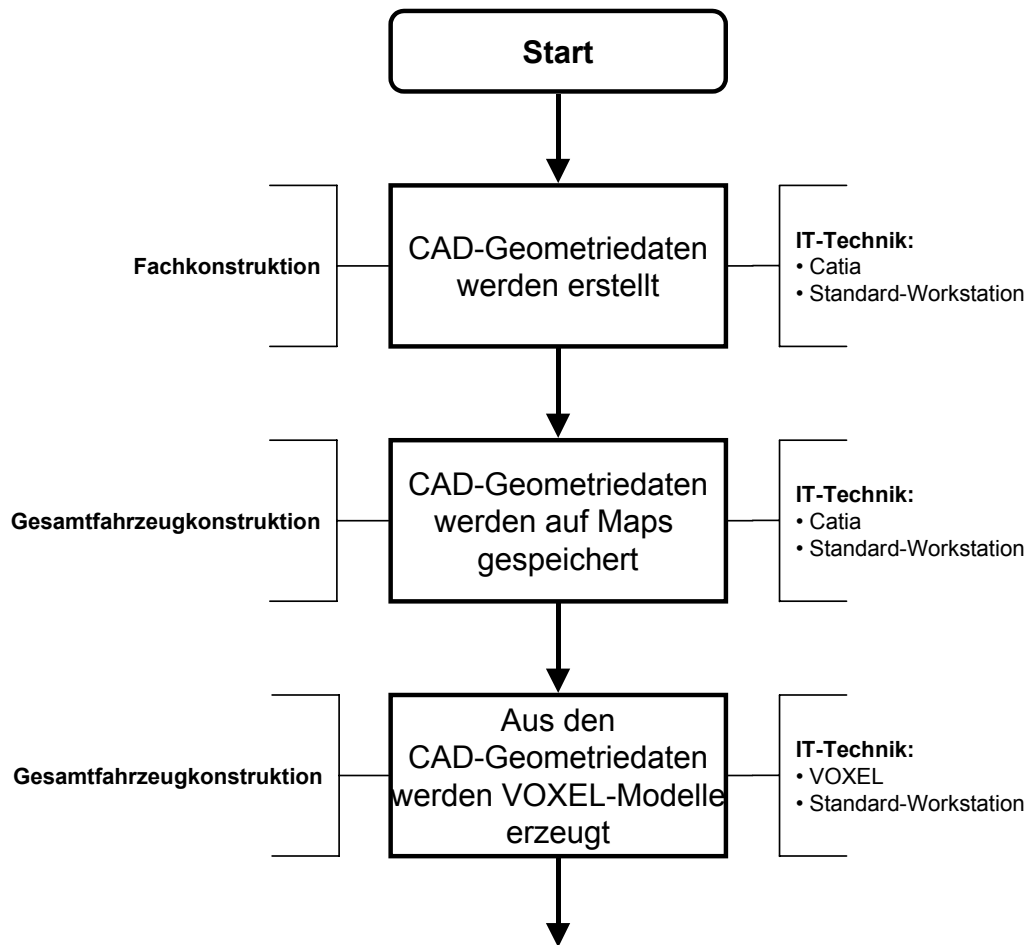 Start
Fachkonstruktion
CAD-Geometriedaten
werden erstellt
IT-Technik:
• Catia
• Standard-Workstation
Gesamtfahrzeugkonstruktion
CAD-Geometriedaten
werden auf Maps
gespeichert
IT-Technik:
• Catia
• Standard-Workstation
Gesamtfahrzeugkonstruktion
Aus den
CAD-Geometriedaten
werden VOXEL-Modelle
erzeugt
IT-Technik:
• VOXEL
• Standard-Workstation